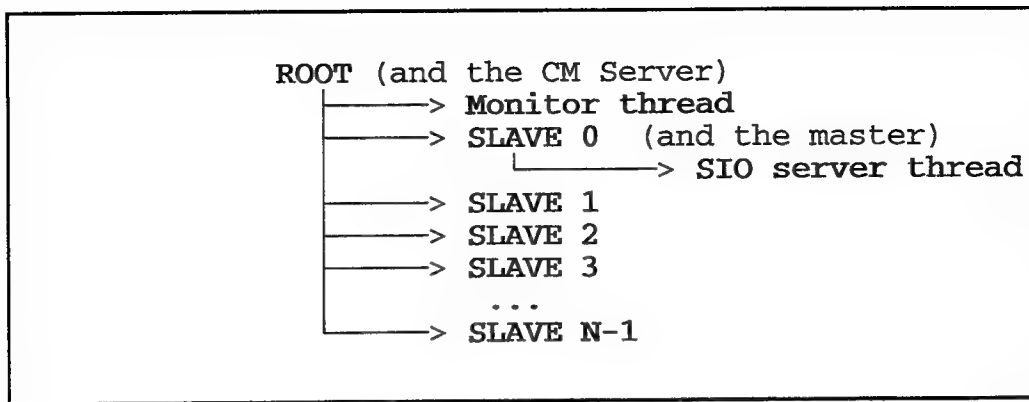 ROOT (and the CM Server)
> Monitor thread
> SLAVE 0 (and the master)
> SIO server thread
> SLAVE 1
> SLAVE 2
> SLAVE 3
...
> SLAVE N-1